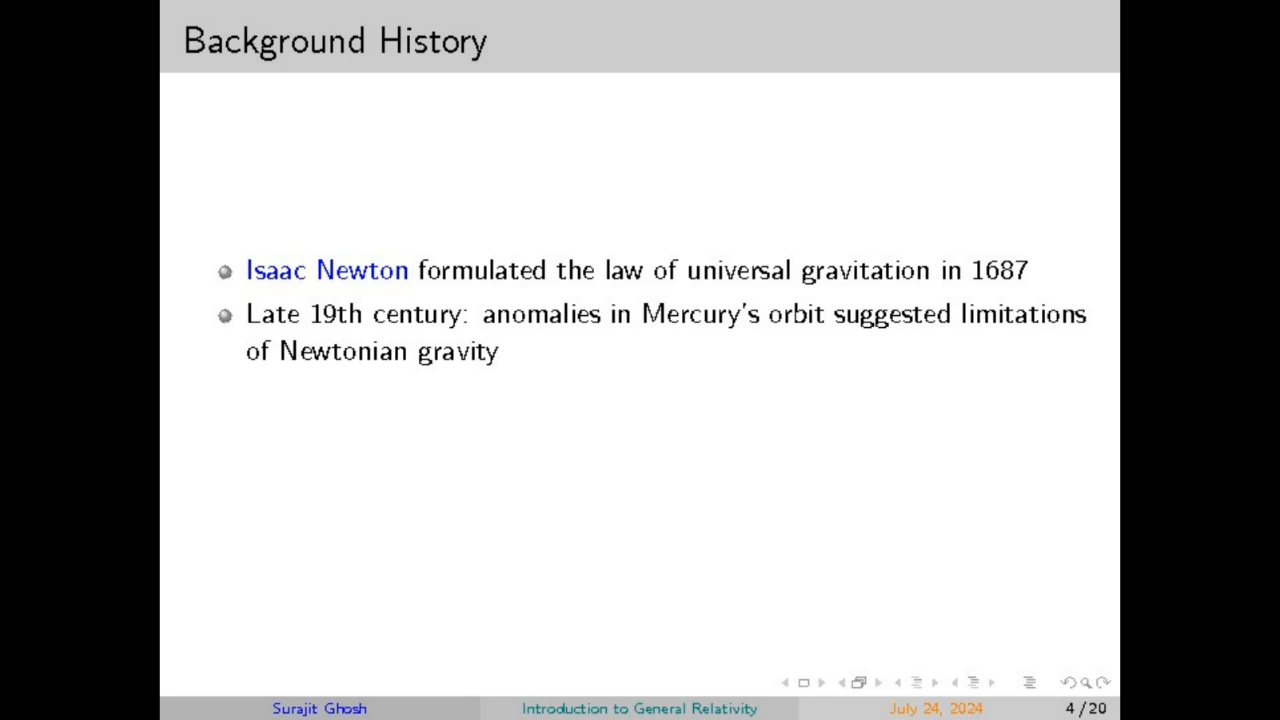 Background History
Isaac Newton formulated the law of universal gravitation in 1687
Late 19th century: anomalies in Mercury's orbit suggested limitations
of Newtonian gravity
Surajit Ghosh
Introduction to General Relativity
July 24, 2024
4/20